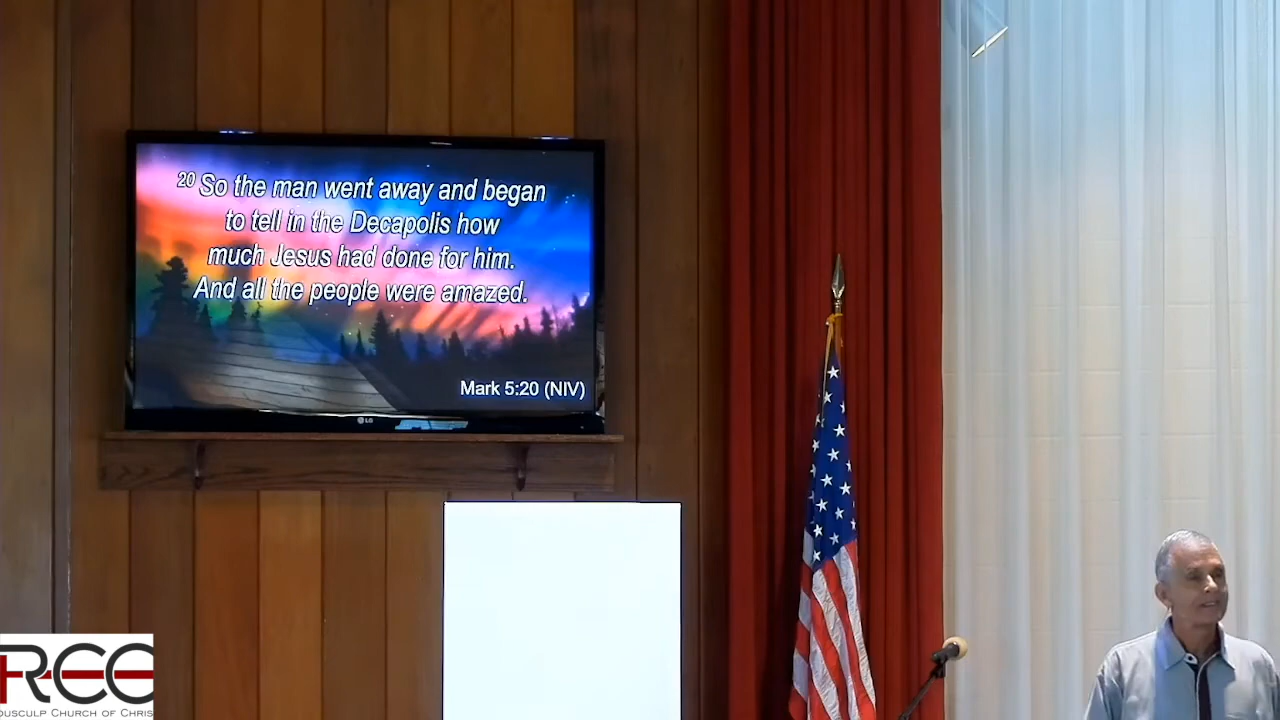 20 So the man went away and began
to tell in the Decapolis how
much Jesus had done for him.
And all the people were amazed.
Mark 5:20 (NIV)
LG
RCC
Church of Chris